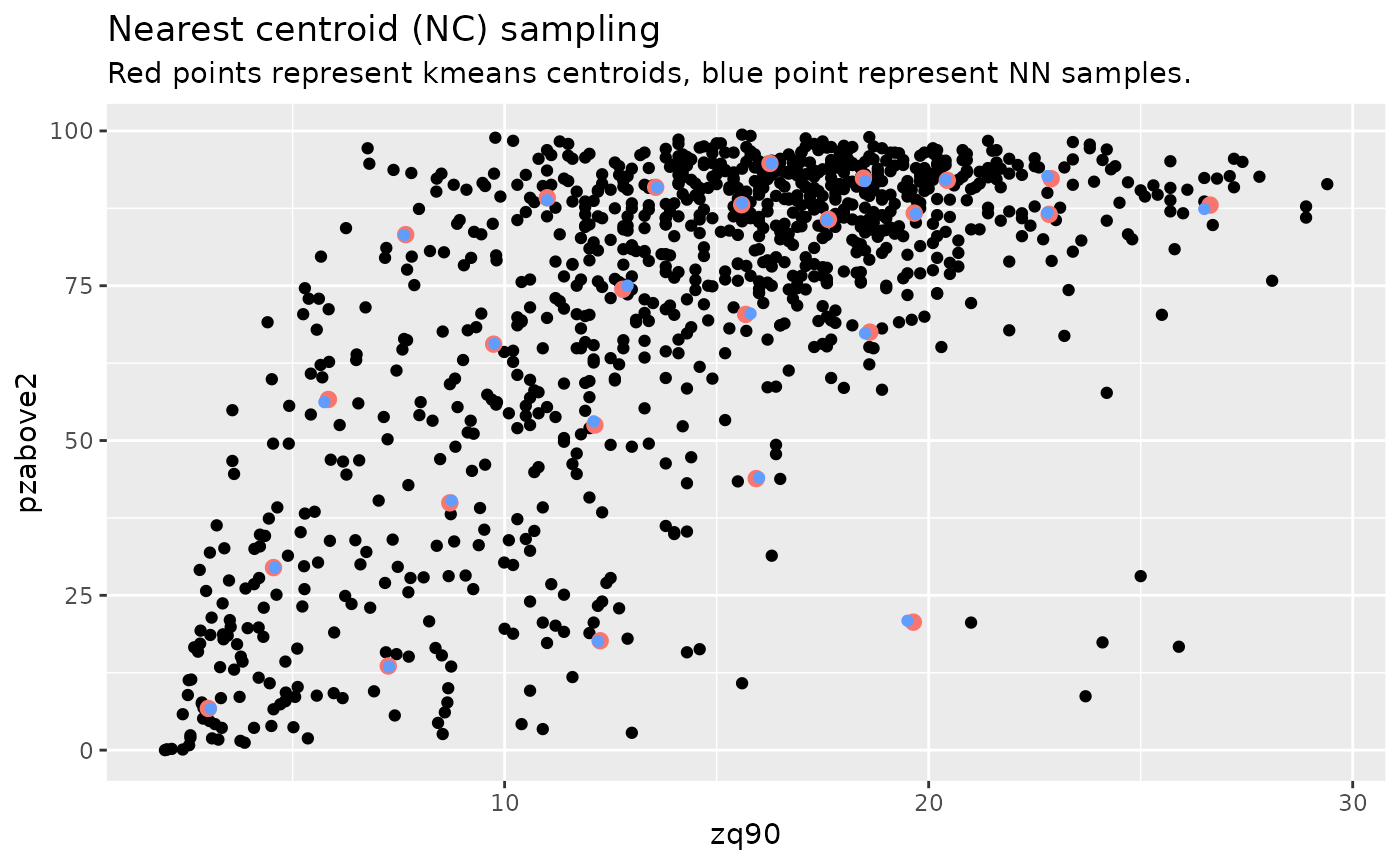 Nearest centroid (NC) sampling
Red points represent kmeans centroids, blue point represent NN samples.
100
75
50
25
0
pzabove2
10
20
30
zq90